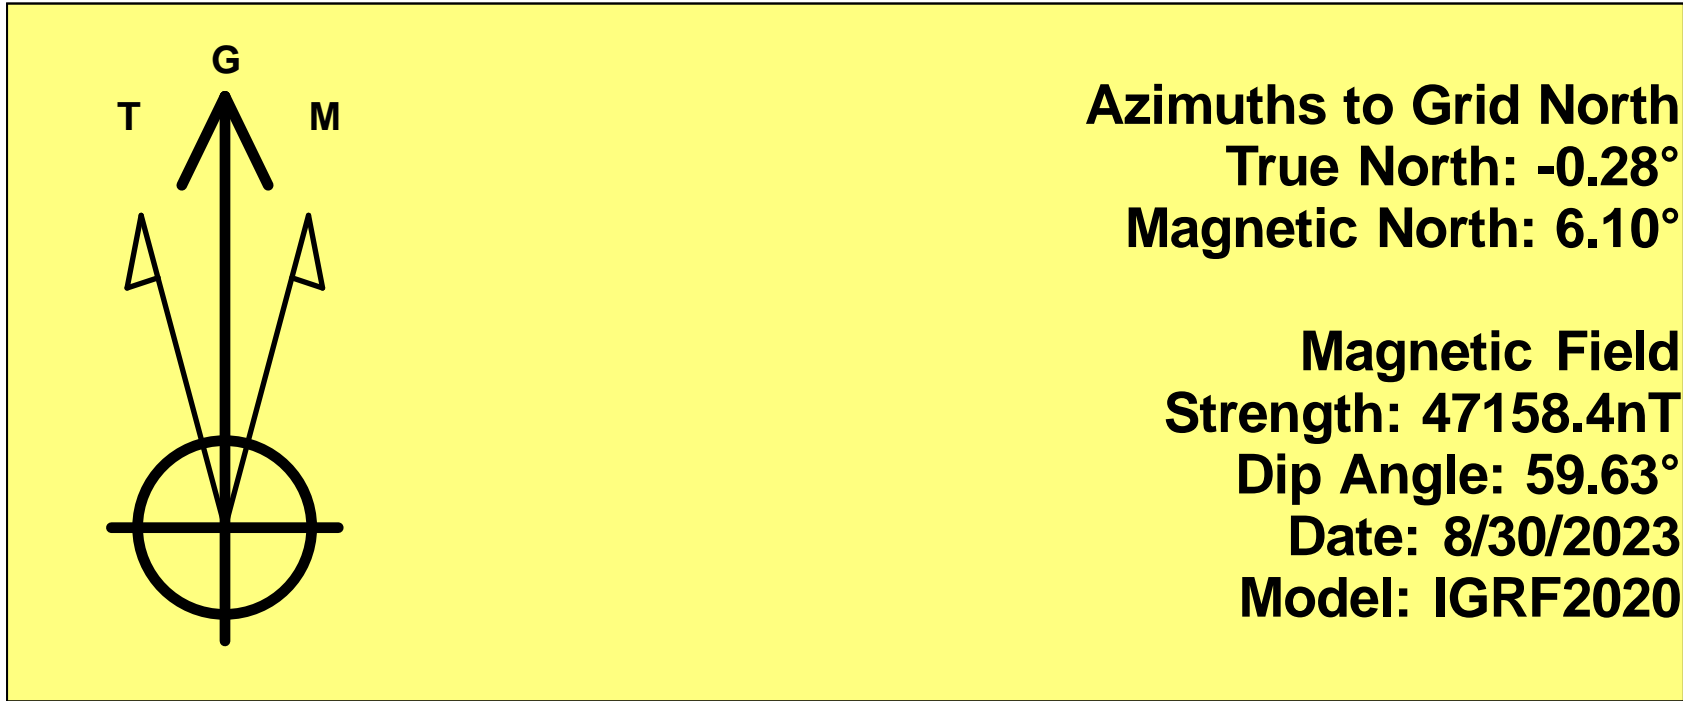 G
T
M
Azimuths to Grid North
True North: -0.28°
Magnetic North: 6.10°
Magnetic Field
Strength: 47158.4nT
Dip Angle: 59.63°
Date: 8/30/2023
Model: IGRF2020